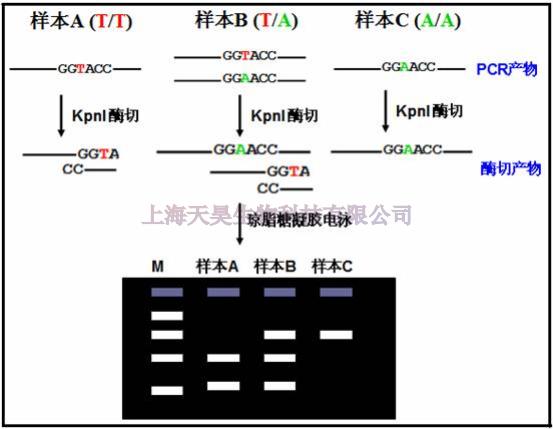 样本A (T/T) 样本B (T/A) 样本C (A/A)
GGTACC GGTACC GGAACC PCR产物
GGAACC
KpnI酶切 KpnI酶切 KpnI酶切
GGTA GGAACC GGAACC 酶切产物
CC GGTA
CC
上海天昊生物科技有限公司
琼脂糖凝胶电泳
M 样本A 样本B 样本C